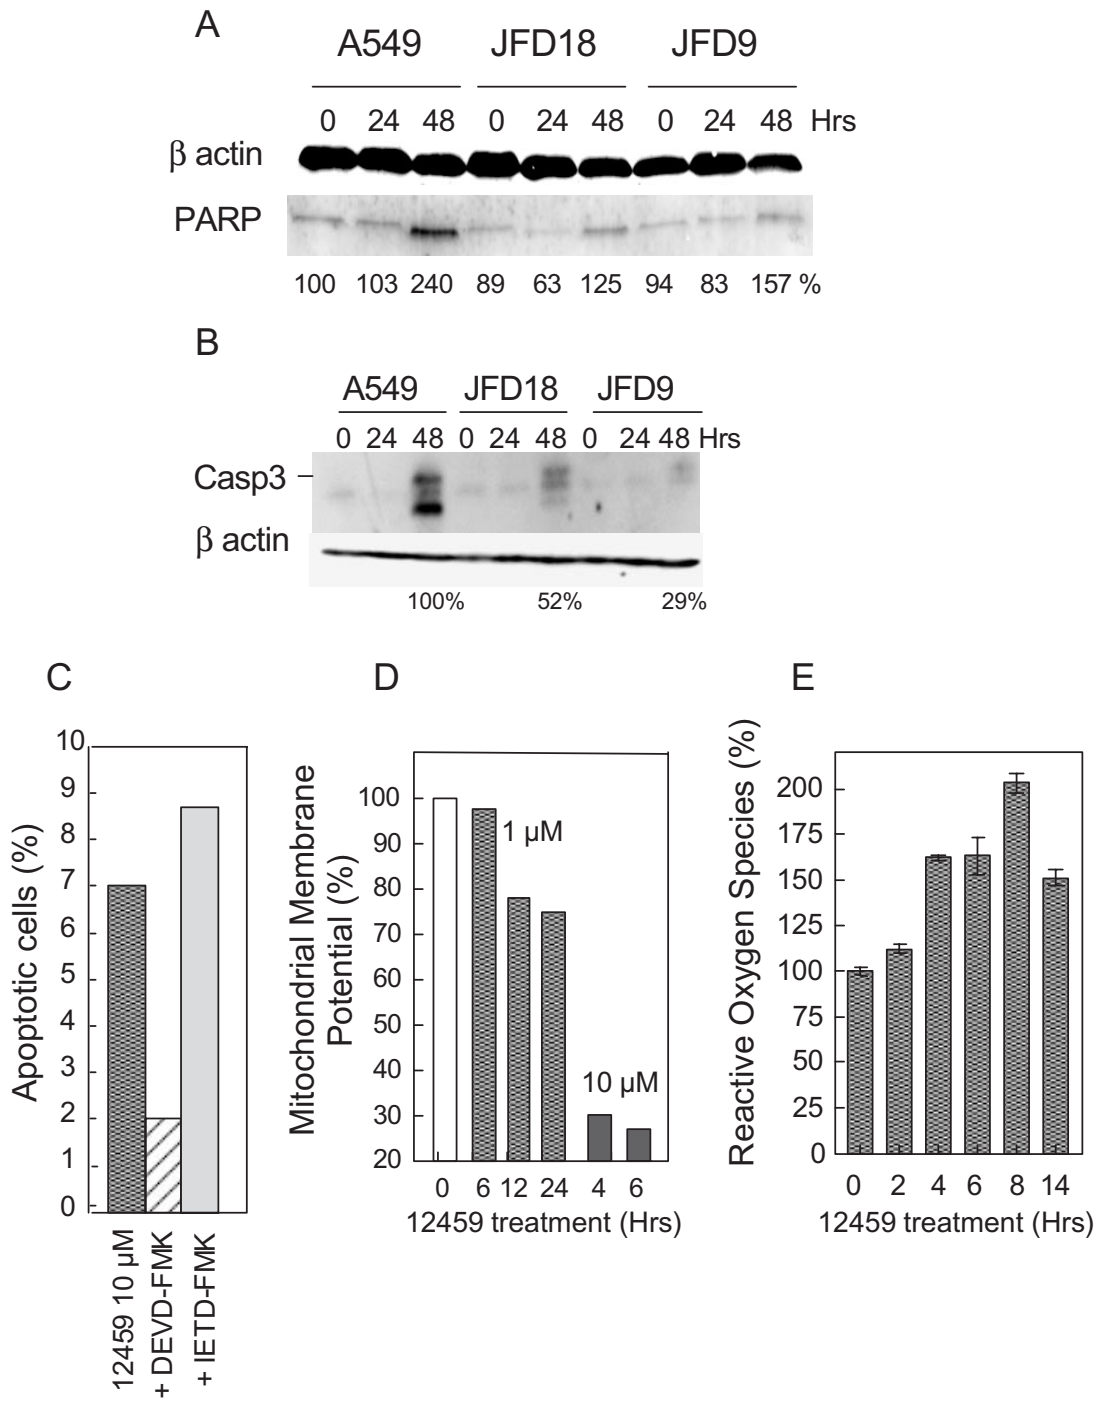 A
A549 JFD18 JFD9
0 24 48 0 24 48 0 24 48 Hrs
β actin
PARP
100 103 240 89 63 125 94 83 157 %
B
A549 JFD18 JFD9
0 24 48 0 24 48 0 24 48 Hrs
Casp3
β actin
100% 52% 29%
C
10
9
8
7
6
5
4
3
2
1
0
Apoptotic cells (%)
12459 10 µM
+ DEVD-FMK
+ IETD-FMK
D
Mitochondrial Membrane
Potential (%)
100
90
80
70
60
50
40
30
20
1 µM
10 µM
0 6 12 24 4 6
12459 treatment (Hrs)
E
Reactive Oxygen Species (%)
200
175
150
125
100
75
50
25
0
0 2 4 6 8 14
12459 treatment (Hrs)